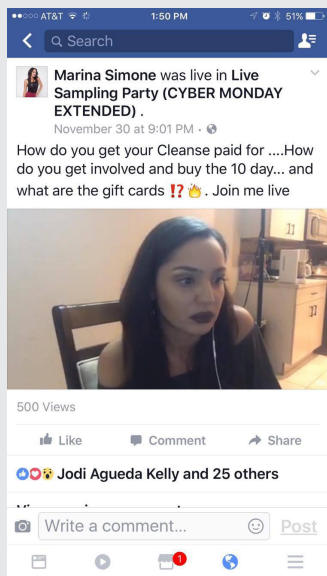 AT&T 1:50 PM 51%
Search
Marina Simone was live in Live
Sampling Party (CYBER MONDAY
EXTENDED) .
November 30 at 9:01 PM ·
How do you get your Cleanse paid for ....How
do you get involved and buy the 10 day... and
what are the gift cards ⁉️🔥 . Join me live
500 Views
Like Comment Share
Jodi Agueda Kelly and 25 others
Write a comment... Post
1